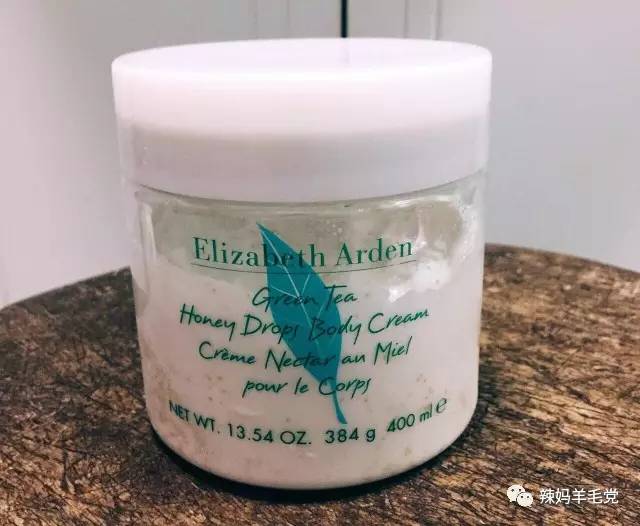 Elizabeth Arden
Green Tea
Honey Drops Body Cream
Crème Nectar au Miel
pour le Corps
NET WT. 13.54 OZ. 384 g 400 ml ℮
辣妈羊毛党